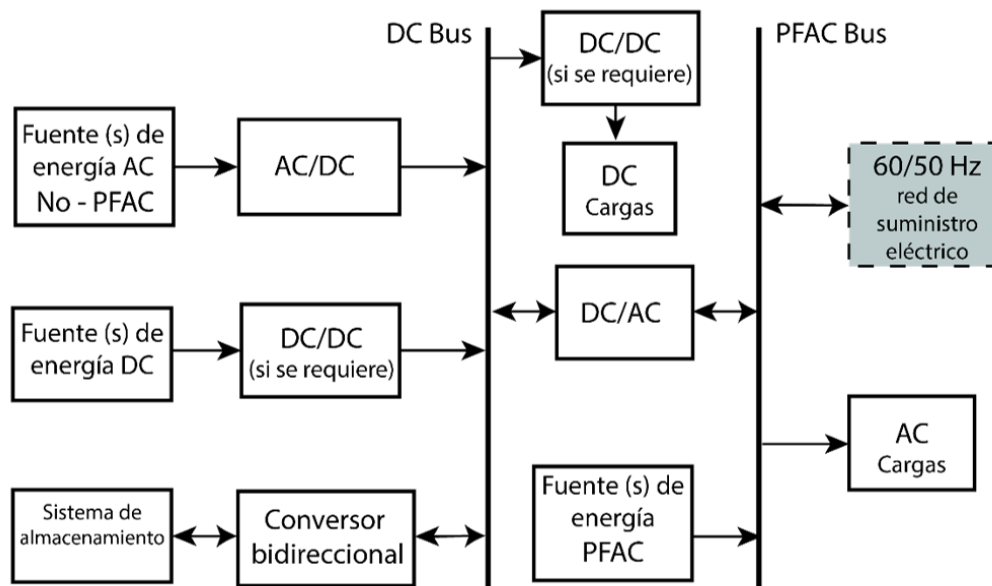 DC Bus
DC/DC
(si se requiere)
PFAC Bus
Fuente (s) de
energía AC
No - PFAC
AC/DC
DC
Cargas
60/50 Hz
red de
suministro
eléctrico
Fuente (s) de
energía DC
DC/DC
(si se requiere)
DC/AC
AC
Cargas
Sistema de
almacenamiento
Conversor
bidireccional
Fuente (s) de
energía
PFAC